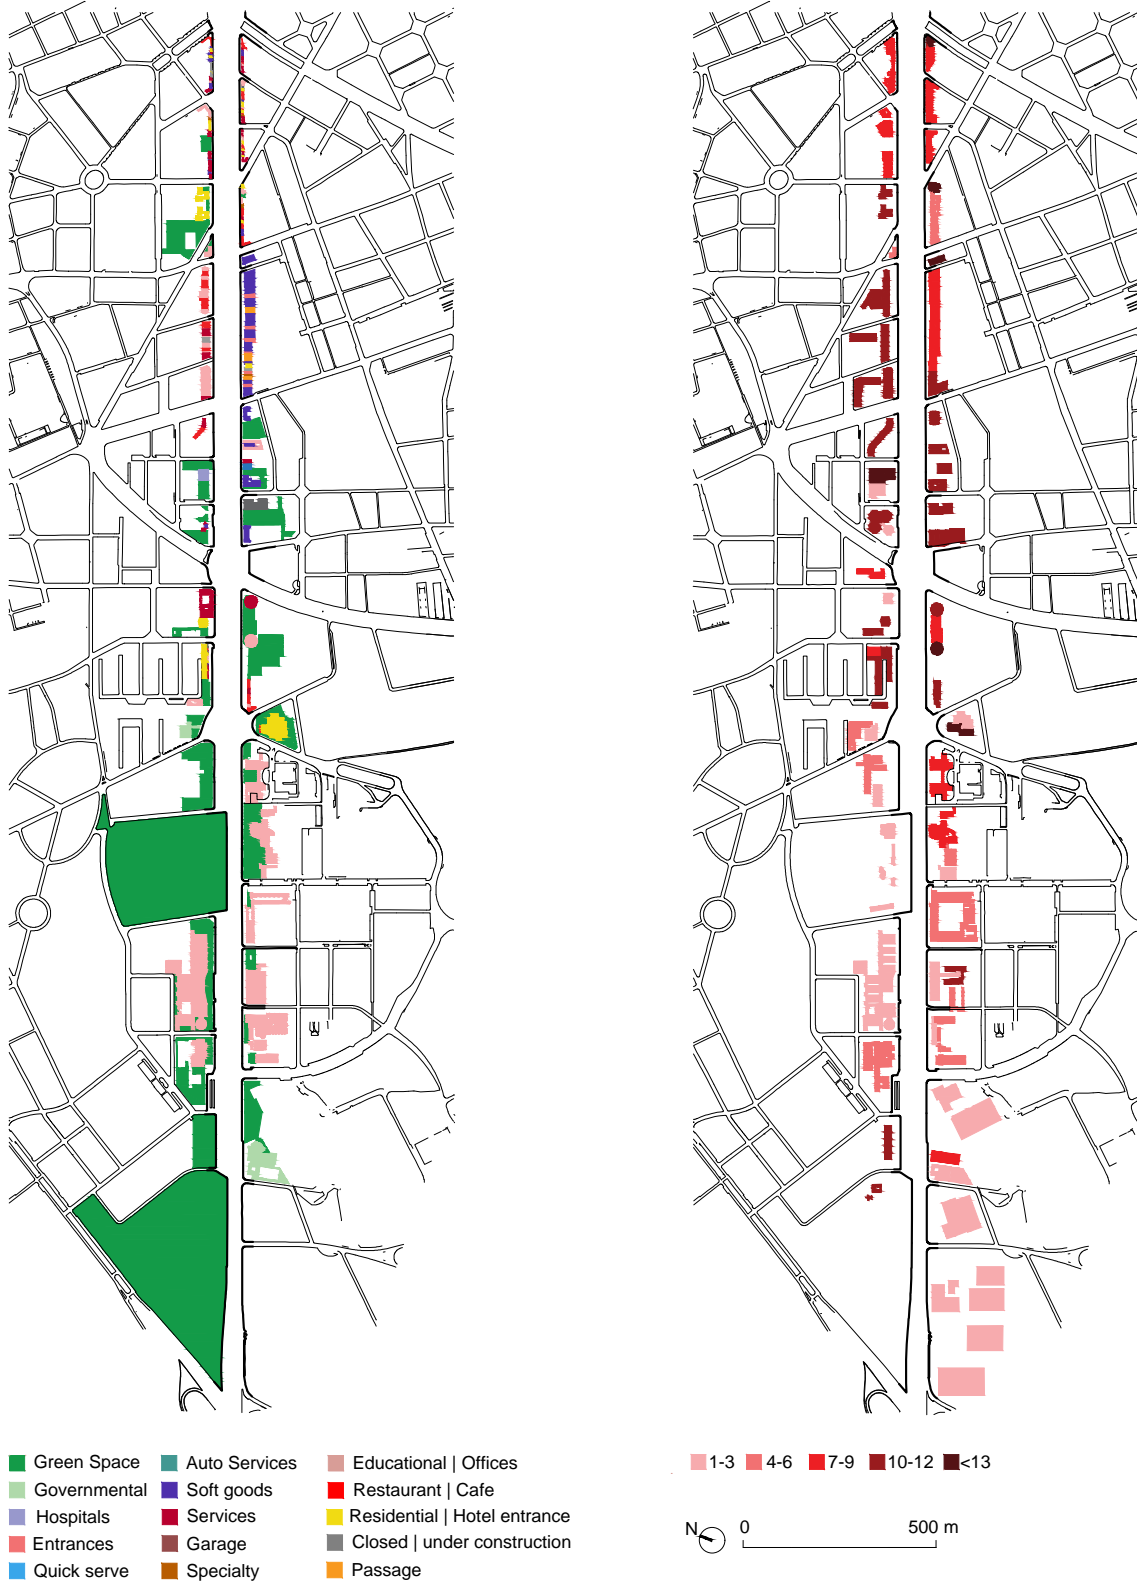 Green Space
Governmental
Hospitals
Entrances
Quick serve
Auto Services
Soft goods
Services
Garage
Specialty
Educational | Offices
Restaurant | Cafe
Residential | Hotel entrance
Closed | under construction
Passage
1-3
4-6
7-9
10-12
<13
N
0
500 m